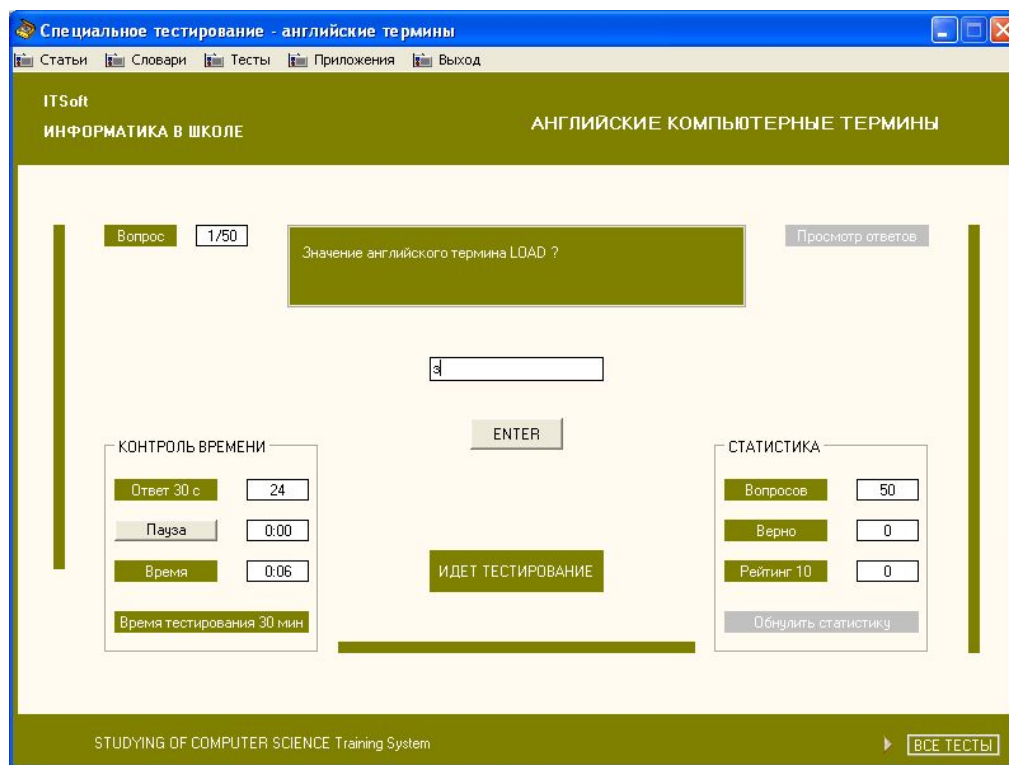 Специальное тестирование - английские термины
Статьи Словари Тесты Приложения Выход
ITSoft
ИНФОРМАТИКА В ШКОЛЕ
АНГЛИЙСКИЕ КОМПЬЮТЕРНЫЕ ТЕРМИНЫ
Вопрос 1/50
Значение английского термина LOAD ?
Просмотр ответов
з
ENTER
КОНТРОЛЬ ВРЕМЕНИ
Ответ 30 с 24
Пауза 0:00
Время 0:06
Время тестирования 30 мин
ИДЕТ ТЕСТИРОВАНИЕ
СТАТИСТИКА
Вопросов 50
Верно 0
Рейтинг 10 0
Обнулить статистику
STUDYING OF COMPUTER SCIENCE Training System
ВСЕ ТЕСТЫ